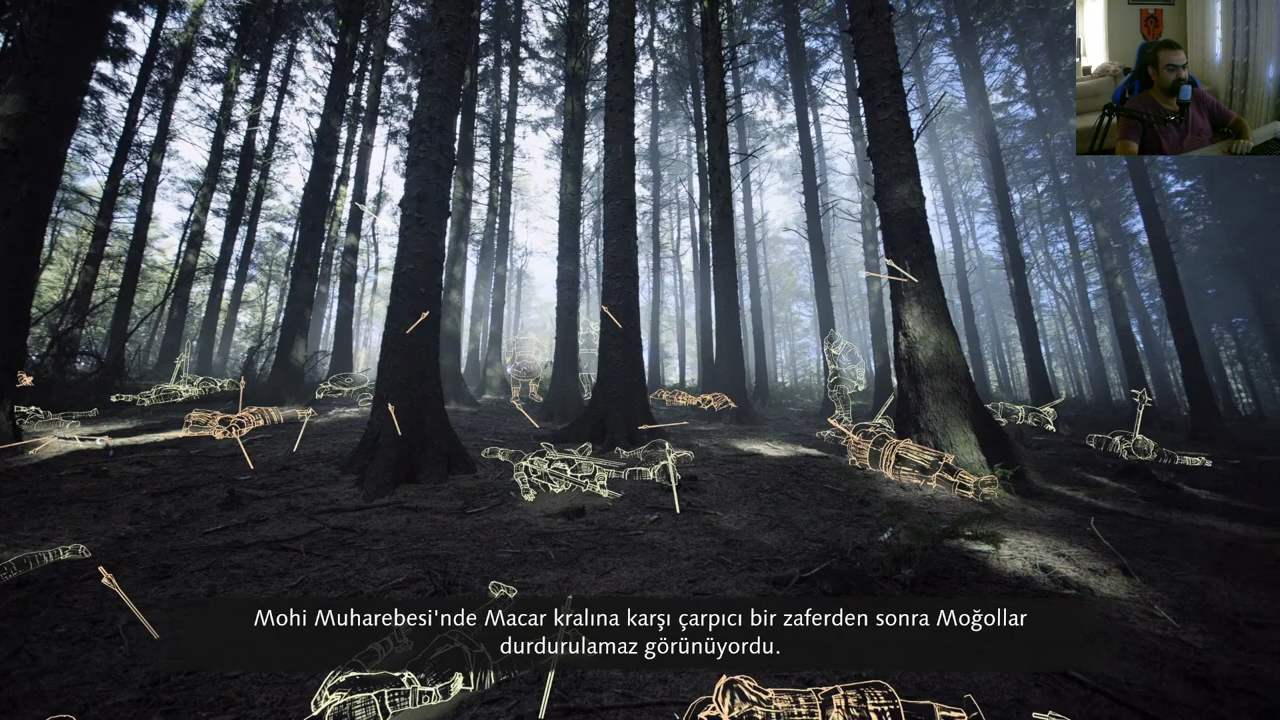 Mohi Muharebesi'nde Macar kralına karşı çarpıcı bir zaferden sonra Moğollar
durdurulamaz görünüyordu.